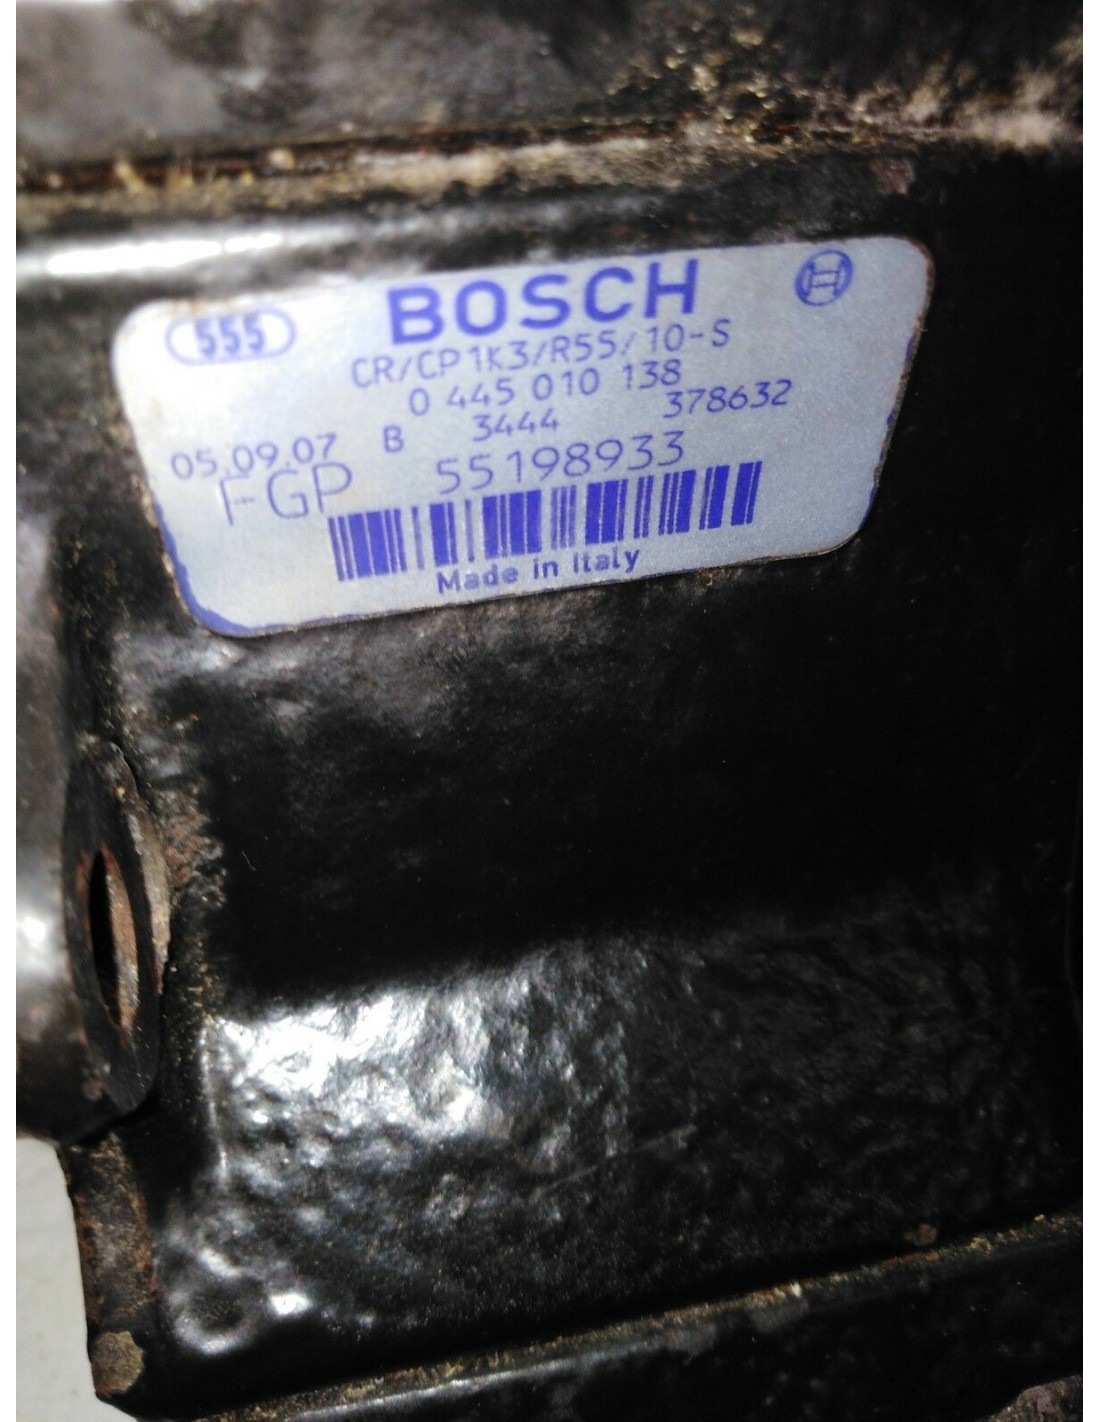 555 BOSCH
CR/CP1K3/R55/10-S
0 445 010 138
05.09.07 B 3444 378632
FGP 55198933
Made in Italy